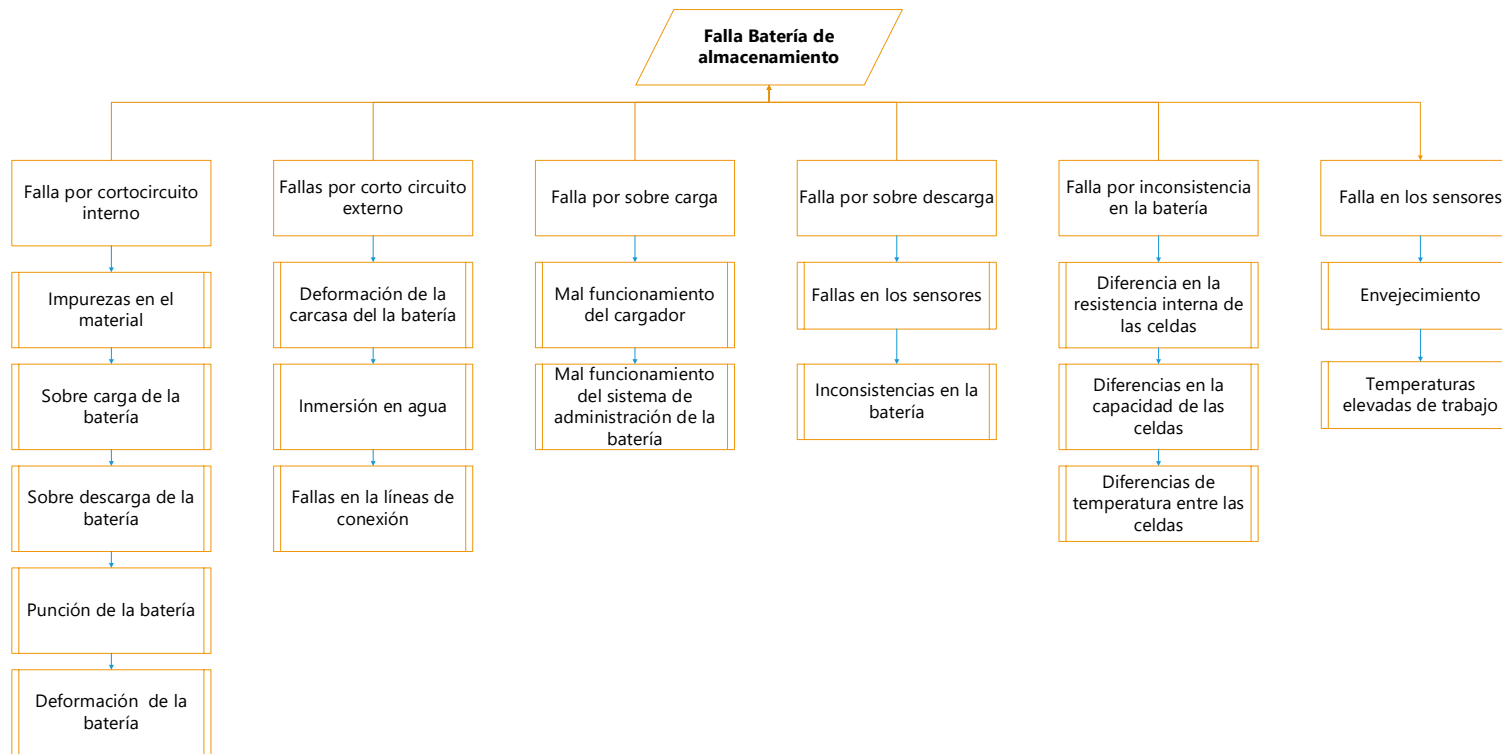 Falla Batería de
almacenamiento
Falla por cortocircuito
interno
Impurezas en el
material
Sobre carga de la
batería
Sobre descarga de la
batería
Punción de la batería
Deformación de la
batería
Fallas por corto circuito
externo
Deformación de la
carcasa del la batería
Inmersión en agua
Fallas en la líneas de
conexión
Falla por sobre carga
Mal funcionamiento
del cargador
Mal funcionamiento
del sistema de
administración de la
batería
Falla por sobre descarga
Fallas en los sensores
Inconsistencias en la
batería
Falla por inconsistencia
en la batería
Diferencia en la
resistencia interna de
las celdas
Diferencias en la
capacidad de las
celdas
Diferencias de
temperatura entre las
celdas
Falla en los sensores
Envejecimiento
Temperaturas
elevadas de trabajo